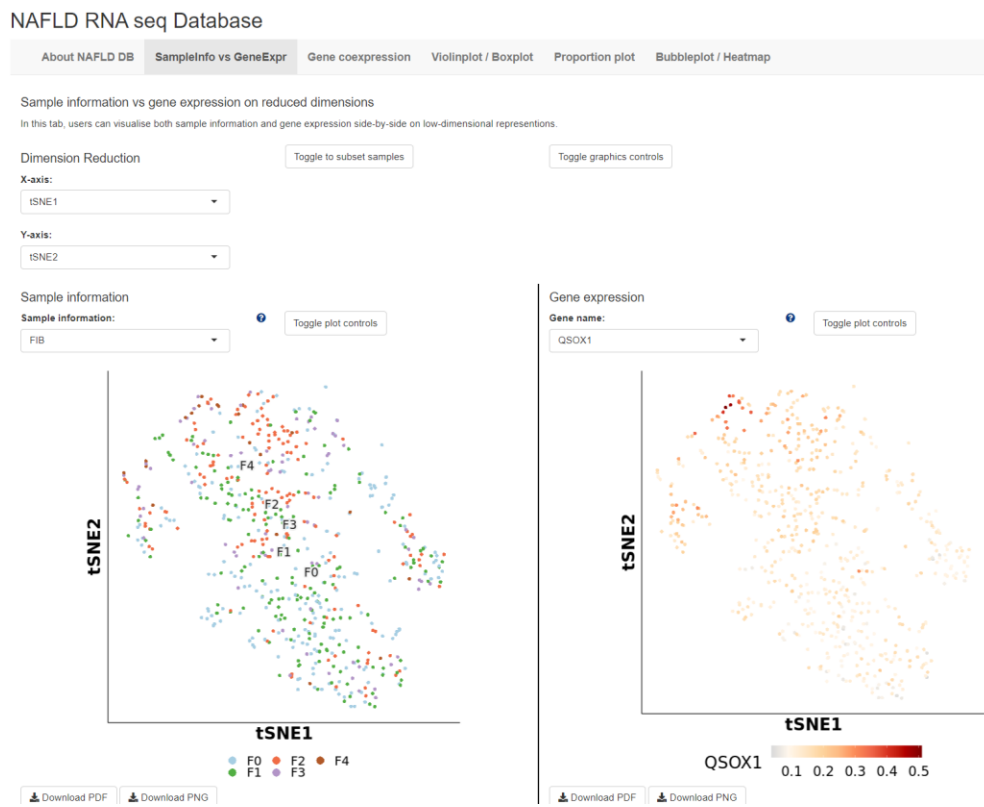 NAFLD RNA seq Database
About NAFLD DB SampleInfo vs GeneExpr Gene coexpression Violinplot / Boxplot Proportion plot Bubbleplot / Heatmap
Sample information vs gene expression on reduced dimensions
In this tab, users can visualise both sample information and gene expression side-by-side on low-dimensional representions.
Dimension Reduction Toggle to subset samples Toggle graphics controls
X-axis:
tSNE1
Y-axis:
tSNE2
Sample information
Sample information: ? Toggle plot controls
FIB
F4
F2
F3
F1
F0
tSNE2
tSNE1
F0 F2 F4
F1 F3
Download PDF Download PNG
Gene expression
Gene name: ? Toggle plot controls
QSOX1
tSNE2
tSNE1
QSOX1
0.1 0.2 0.3 0.4 0.5
Download PDF Download PNG